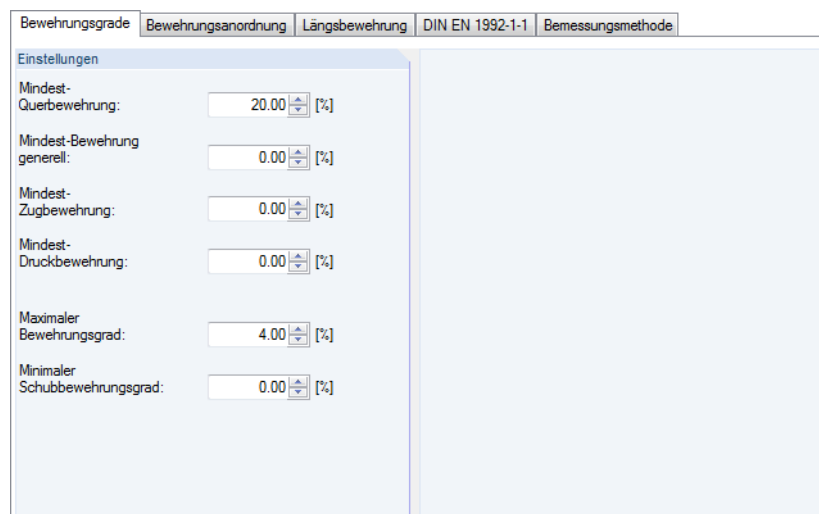 Bewehrungsgrade Bewehrungsanordnung Längsbewehrung DIN EN 1992-1-1 Bemessungsmethode
Einstellungen
Mindest-
Querbewehrung: 20.00 [%]
Mindest-Bewehrung
generell: 0.00 [%]
Mindest-
Zugbewehrung: 0.00 [%]
Mindest-
Druckbewehrung: 0.00 [%]
Maximaler
Bewehrungsgrad: 4.00 [%]
Minimaler
Schubbewehrungsgrad: 0.00 [%]